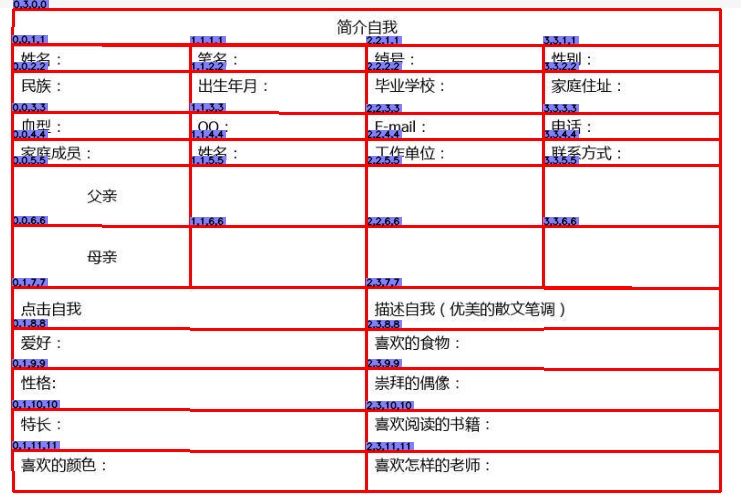 0,3,0,0
简介自我
0,0,1,1 1,1,1,1 2,2,1,1 3,3,1,1
姓名： 笔名： 绰号： 性别：
0,0,2,2 1,1,2,2 2,2,2,2 3,3,2,2
民族： 出生年月： 毕业学校： 家庭住址：
0,0,3,3 1,1,3,3 2,2,3,3 3,3,3,3
血型： QQ： E-mail： 电话：
0,0,4,4 1,1,4,4 2,2,4,4 3,3,4,4
家庭成员： 姓名： 工作单位： 联系方式：
0,0,5,5 1,1,5,5 2,2,5,5 3,3,5,5
父亲
0,0,6,6 1,1,6,6 2,2,6,6 3,3,6,6
母亲
0,1,7,7 2,3,7,7
点击自我 描述自我（优美的散文笔调）
0,1,8,8 2,3,8,8
爱好： 喜欢的食物：
0,1,9,9 2,3,9,9
性格: 崇拜的偶像：
0,1,10,10 2,3,10,10
特长： 喜欢阅读的书籍：
0,1,11,11 2,3,11,11
喜欢的颜色： 喜欢怎样的老师：